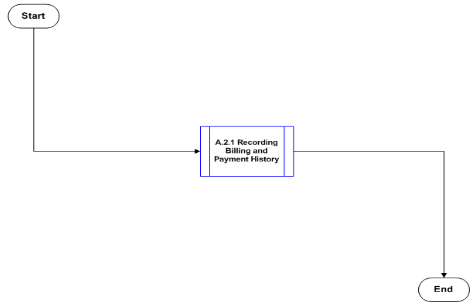 Start
A.2.1 Recording
Billing and
Payment History
End